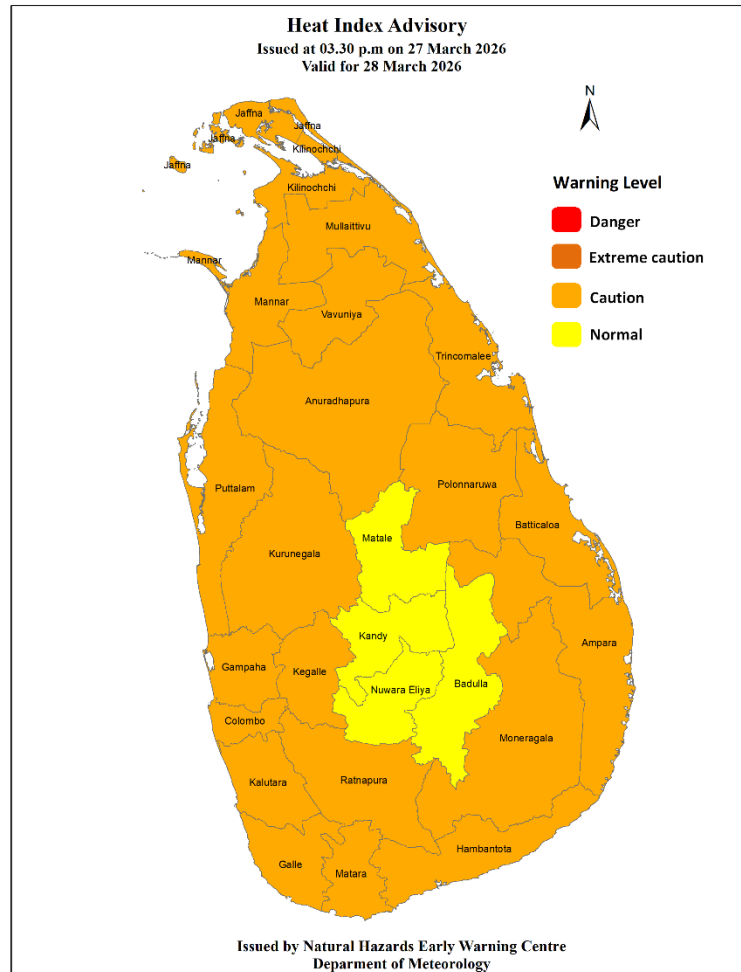 Heat Index Advisory
Issued at 03.30 p.m on 27 March 2026
Valid for 28 March 2026
N
Jaffna
Jaffna
Jaffna
Kilinochchi
Jaffna
Kilinochchi
Warning Level
Danger
Extreme caution
Caution
Normal
Mullaittivu
Mannar
Mannar
Vavuniya
Trincomalee
Anuradhapura
Polonnaruwa
Puttalam
Batticaloa
Matale
Kurunegala
Kandy
Ampara
Gampaha
Kegalle
Nuwara Eliya
Badulla
Colombo
Moneragala
Kalutara
Ratnapura
Hambantota
Galle
Matara
Issued by Natural Hazards Early Warning Centre
Deparment of Meteorology